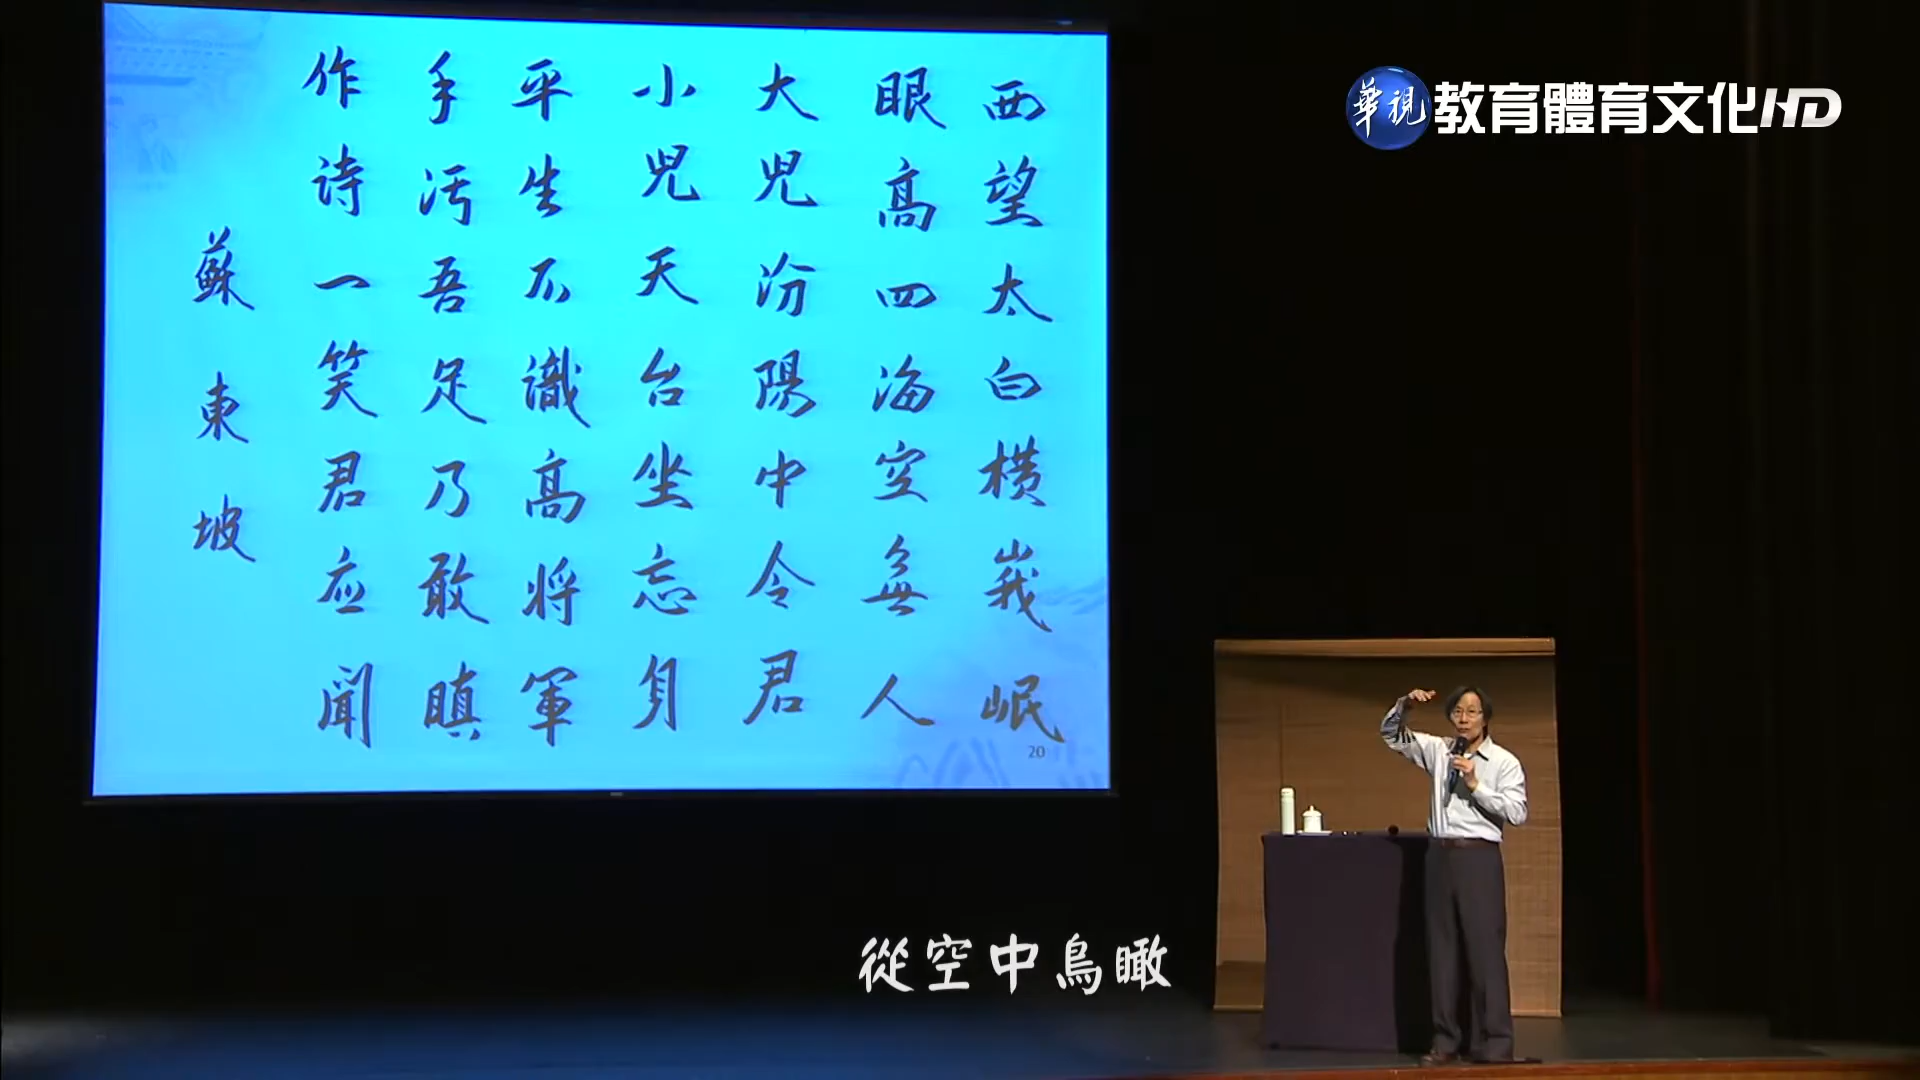 西望太白橫峩岷
眼高四海空無人
大兒汾陽中令君
小兒天台坐忘身
平生不識高將軍
手污吾足乃敢瞋
作詩一笑君應聞
蘇東坡
20
華視 教育體育文化HD
從空中鳥瞰